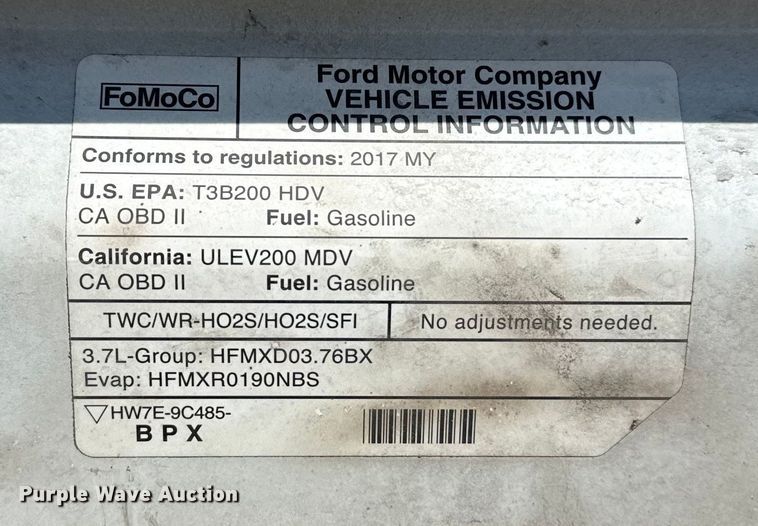 FoMoCo
Ford Motor Company
VEHICLE EMISSION
CONTROL INFORMATION
Conforms to regulations: 2017 MY
U.S. EPA: T3B200 HDV
CA OBD II Fuel: Gasoline
California: ULEV200 MDV
CA OBD II Fuel: Gasoline
TWC/WR-HO2S/HO2S/SFI No adjustments needed.
3.7L-Group: HFMXD03.76BX
Evap: HFMXR0190NBS
▽HW7E-9C485-
B P X
Purple Wave Auction